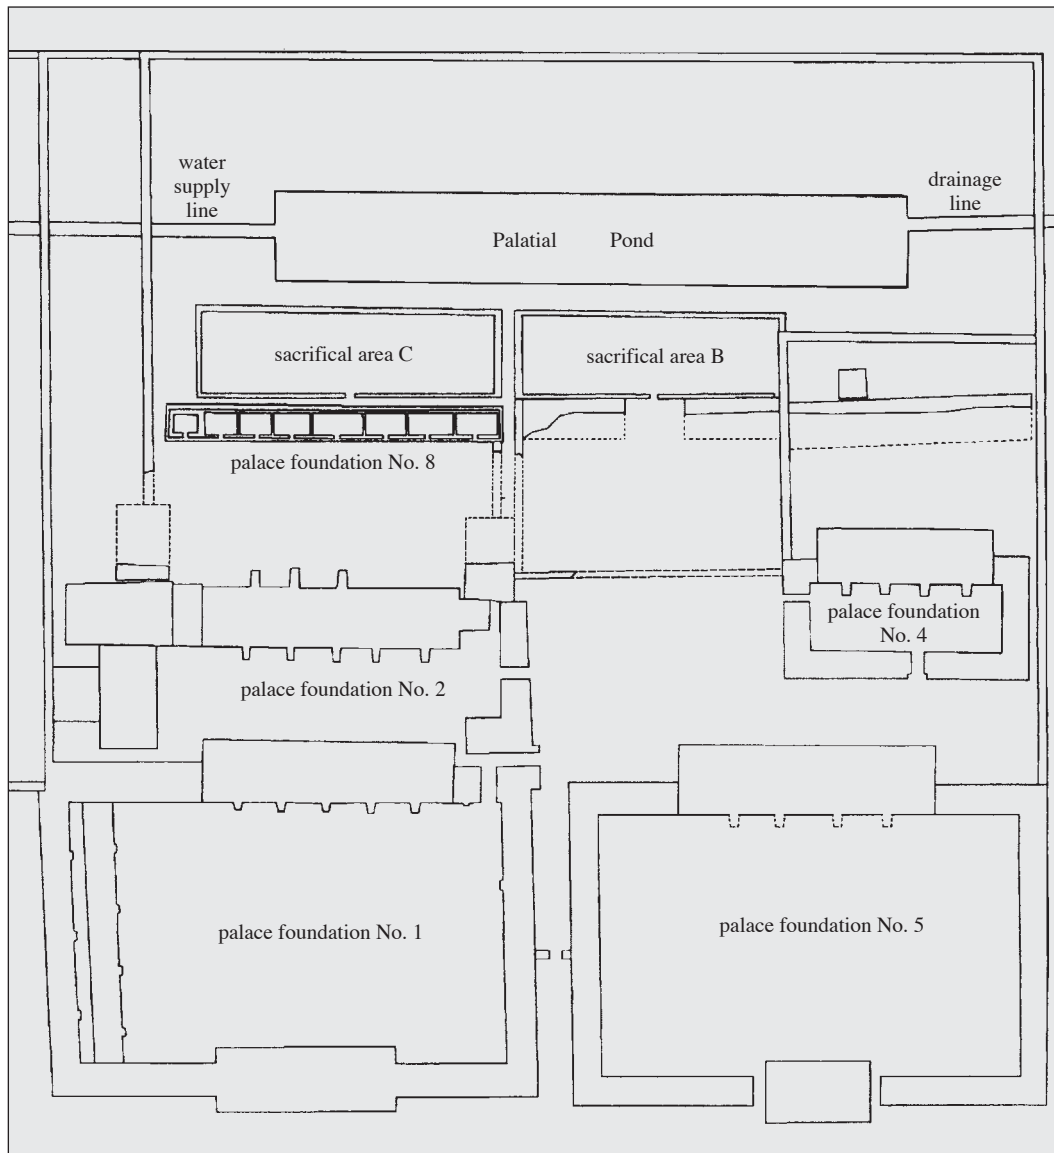 water
supply
line
drainage
line
Palatial Pond
sacrifical area C
sacrifical area B
palace foundation No. 8
palace foundation
No. 4
palace foundation No. 2
palace foundation No. 1
palace foundation No. 5